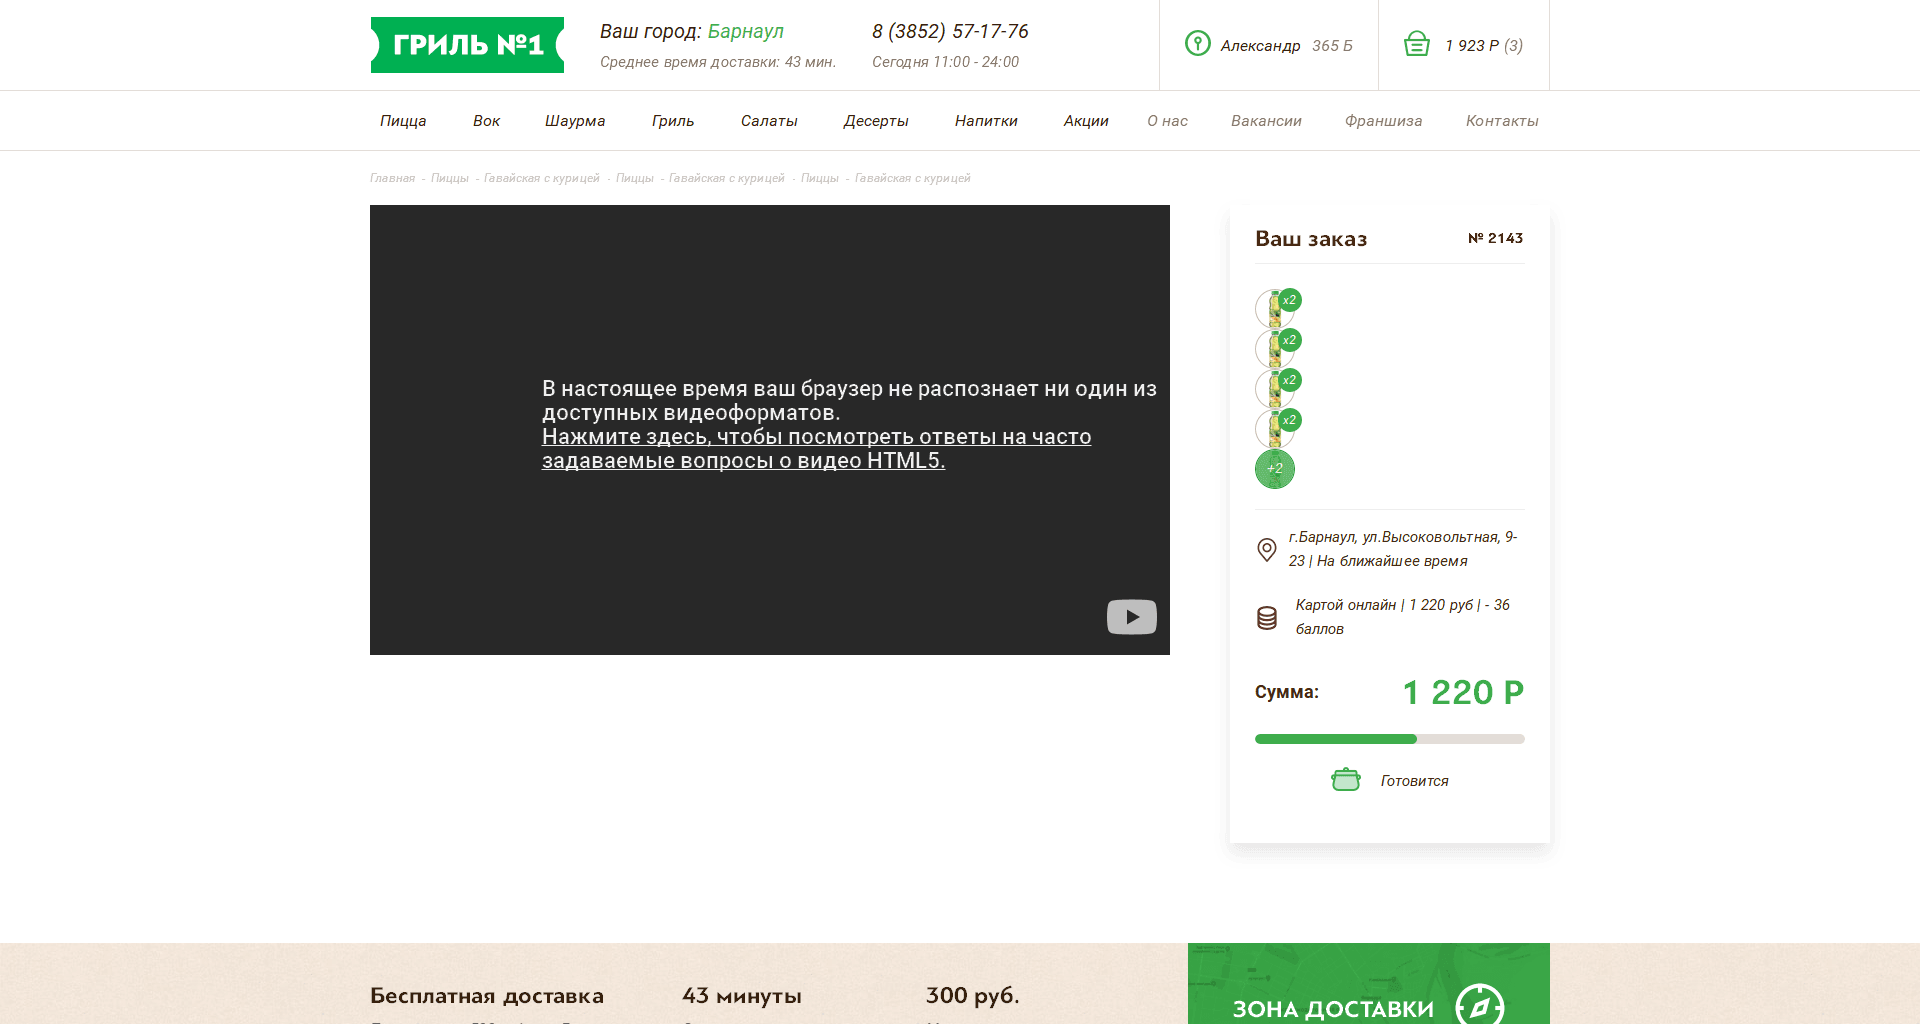 ГРИЛЬ №1
Ваш город: Барнаул
Среднее время доставки: 43 мин.
8 (3852) 57-17-76
Сегодня 11:00 - 24:00
Александр 365 Б
1 923 Р (3)
Пицца Вок Шаурма Гриль Салаты Десерты Напитки Акции О нас Вакансии Франшиза Контакты
Главная - Пиццы - Гавайская с курицей - Пиццы - Гавайская с курицей - Пиццы - Гавайская с курицей
В настоящее время ваш браузер не распознает ни один из
доступных видеоформатов.
Нажмите здесь, чтобы посмотреть ответы на часто
задаваемые вопросы о видео HTML5.
Ваш заказ № 2143
x2
x2
x2
x2
+2
г.Барнаул, ул.Высоковольтная, 9-
23 | На ближайшее время
Картой онлайн | 1 220 руб | - 36
баллов
Сумма: 1 220 Р
Готовится
Бесплатная доставка
43 минуты
300 руб.
ЗОНА ДОСТАВКИ